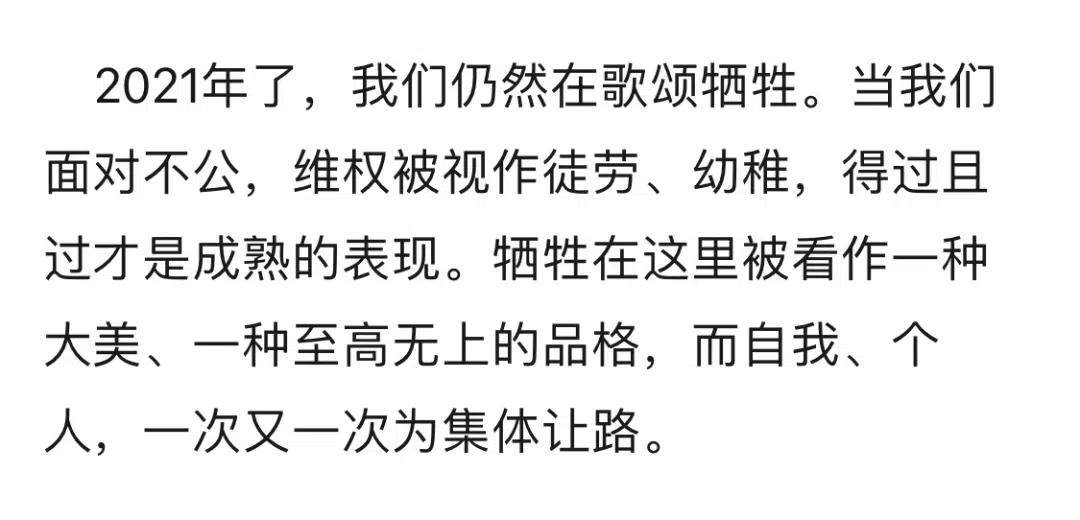 2021年了，我们仍然在歌颂牺牲。当我们
面对不公，维权被视作徒劳、幼稚，得过且
过才是成熟的表现。牺牲在这里被看作一种
大美、一种至高无上的品格，而自我、个
人，一次又一次为集体让路。